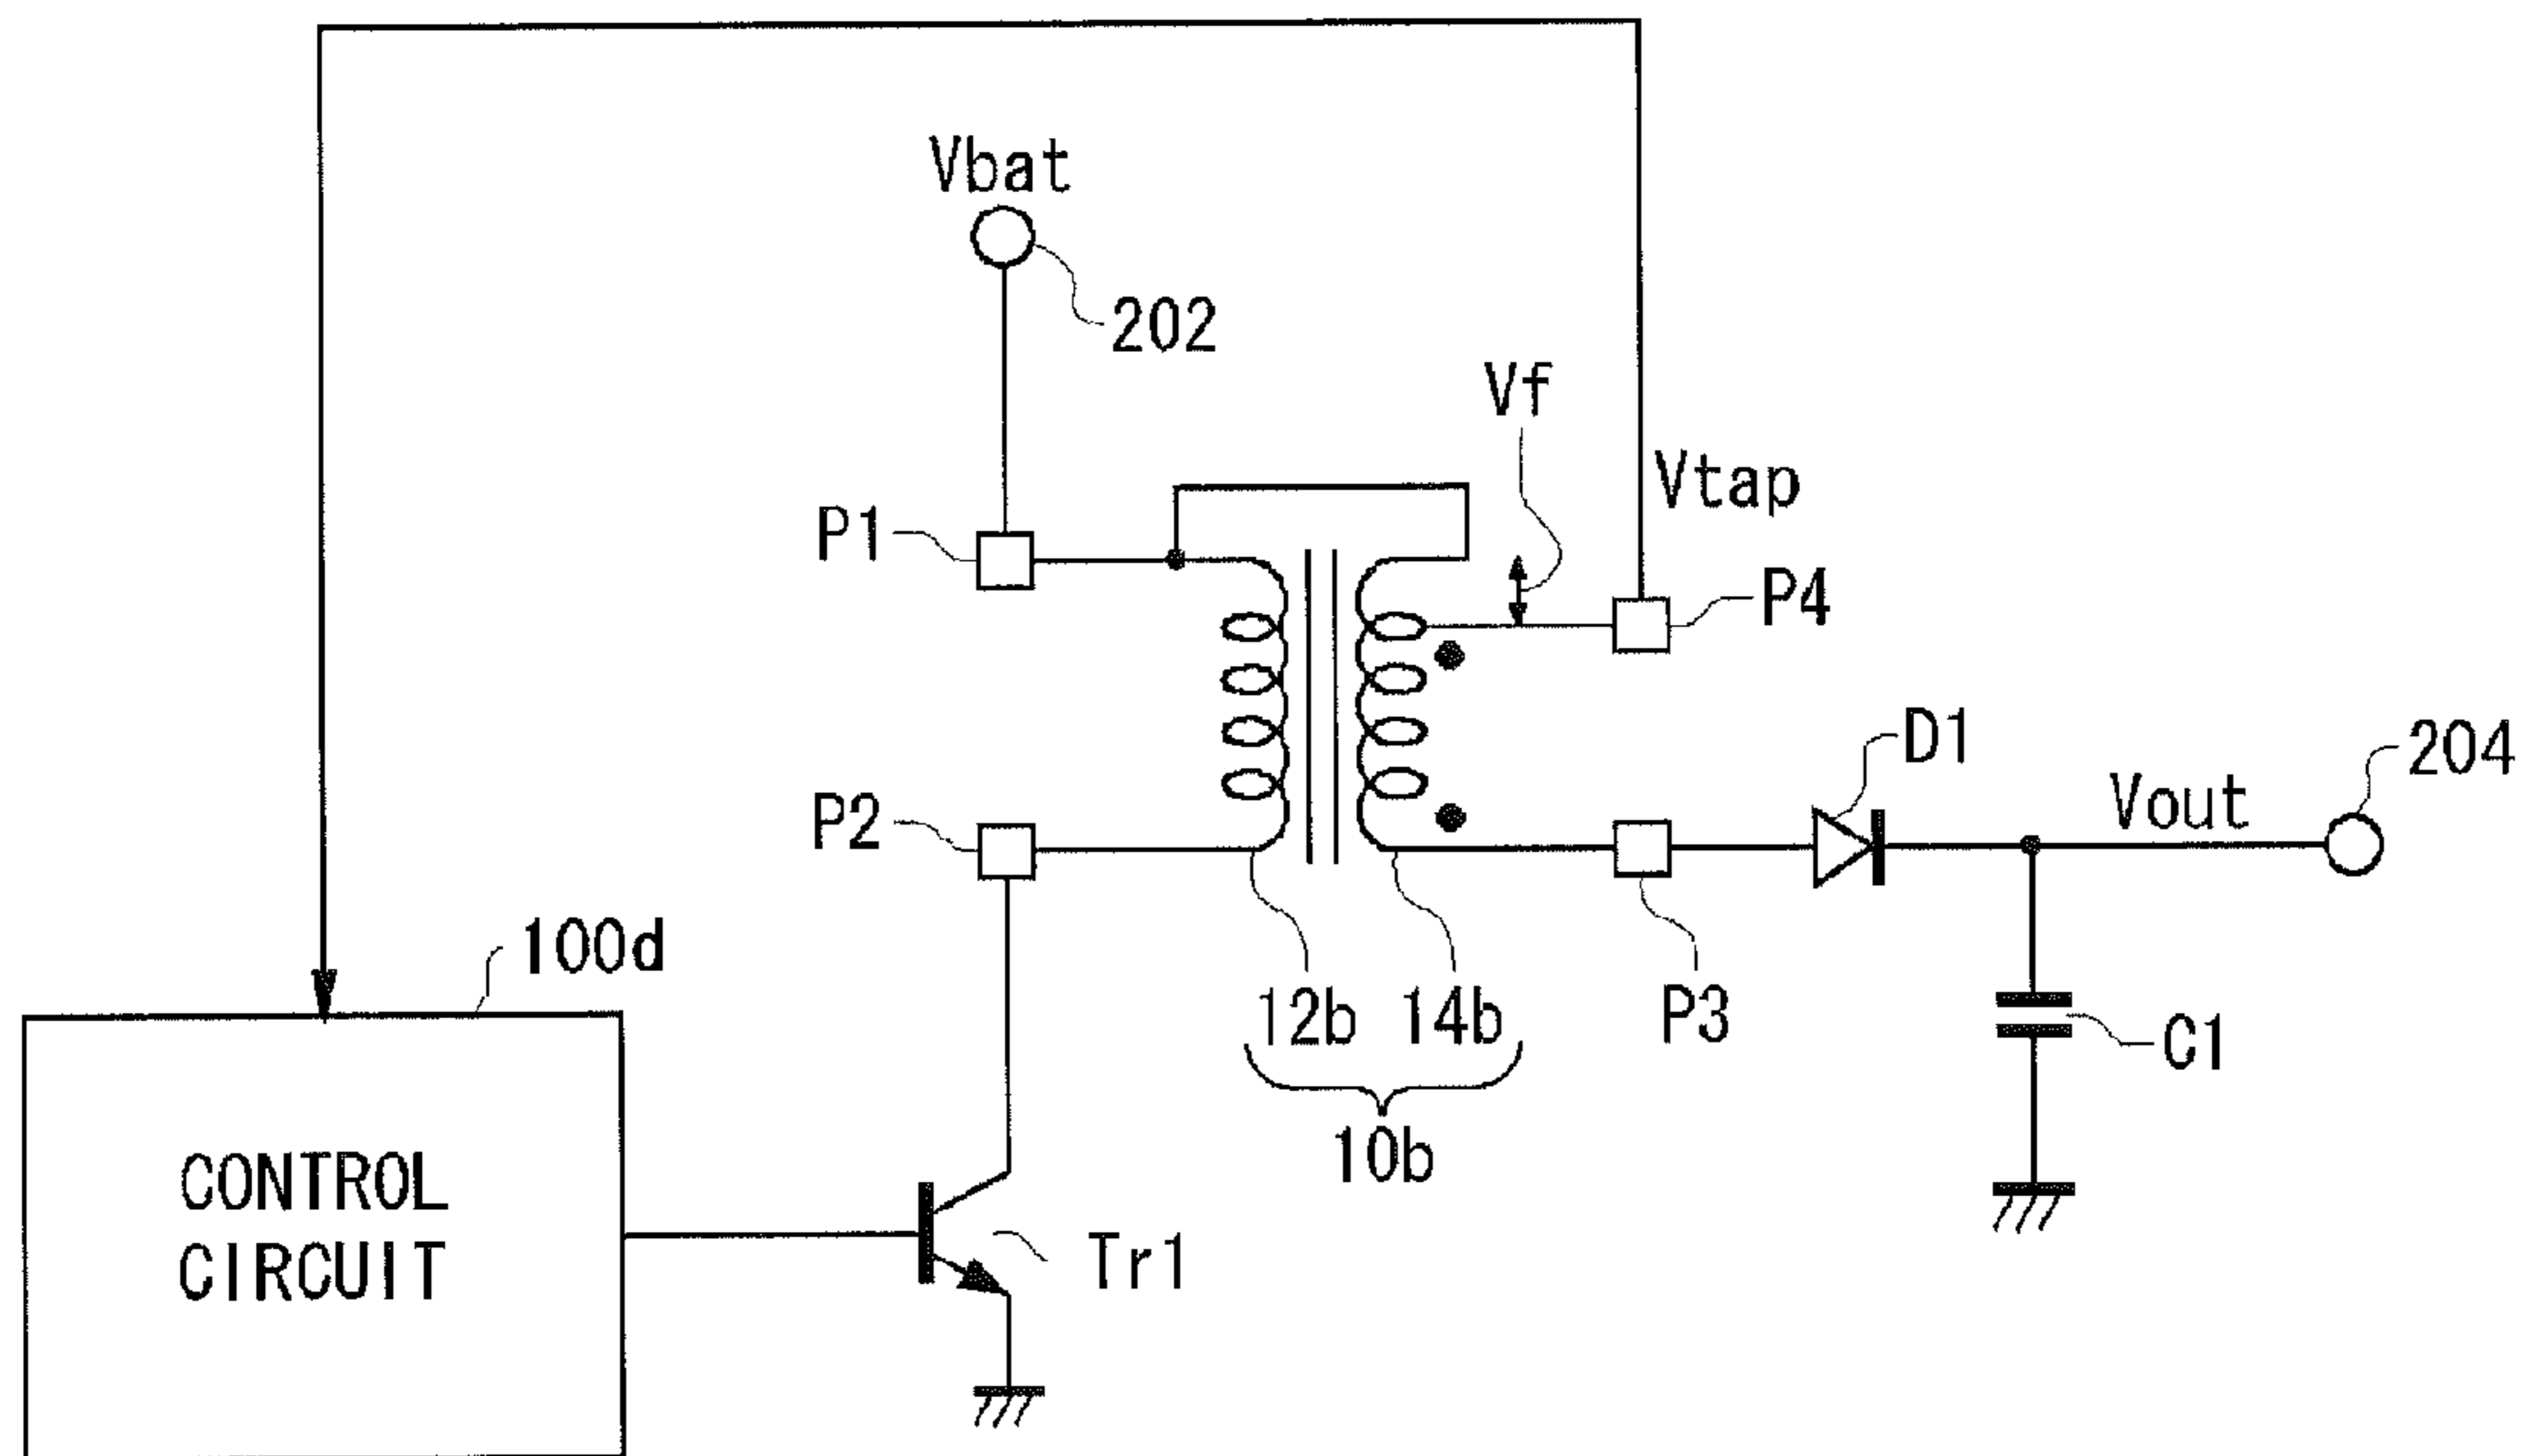 Vbat
202
Vf
Vtap
P1
P4
D1
204
P2
Vout
100d
12b
14b
P3
C1
10b
CONTROL
CIRCUIT
Tr1